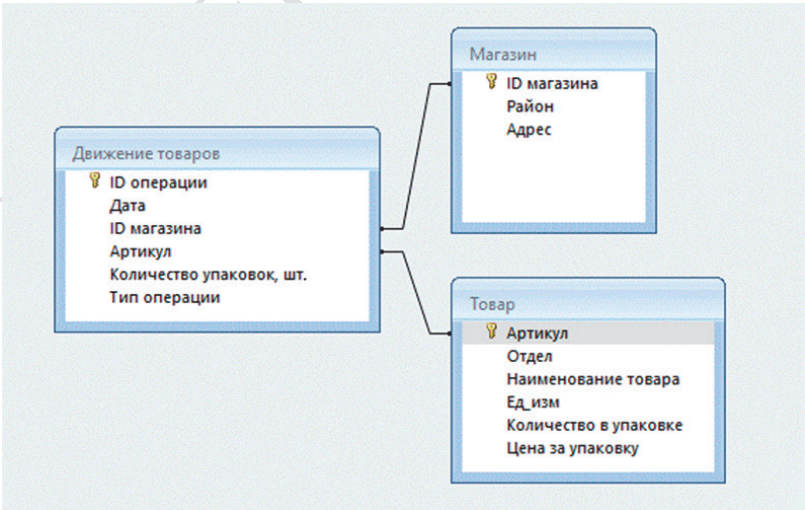 Магазин
ID магазина
Район
Адрес
Движение товаров
ID операции
Дата
ID магазина
Артикул
Количество упаковок, шт.
Тип операции
Товар
Артикул
Отдел
Наименование товара
Ед_изм
Количество в упаковке
Цена за упаковку